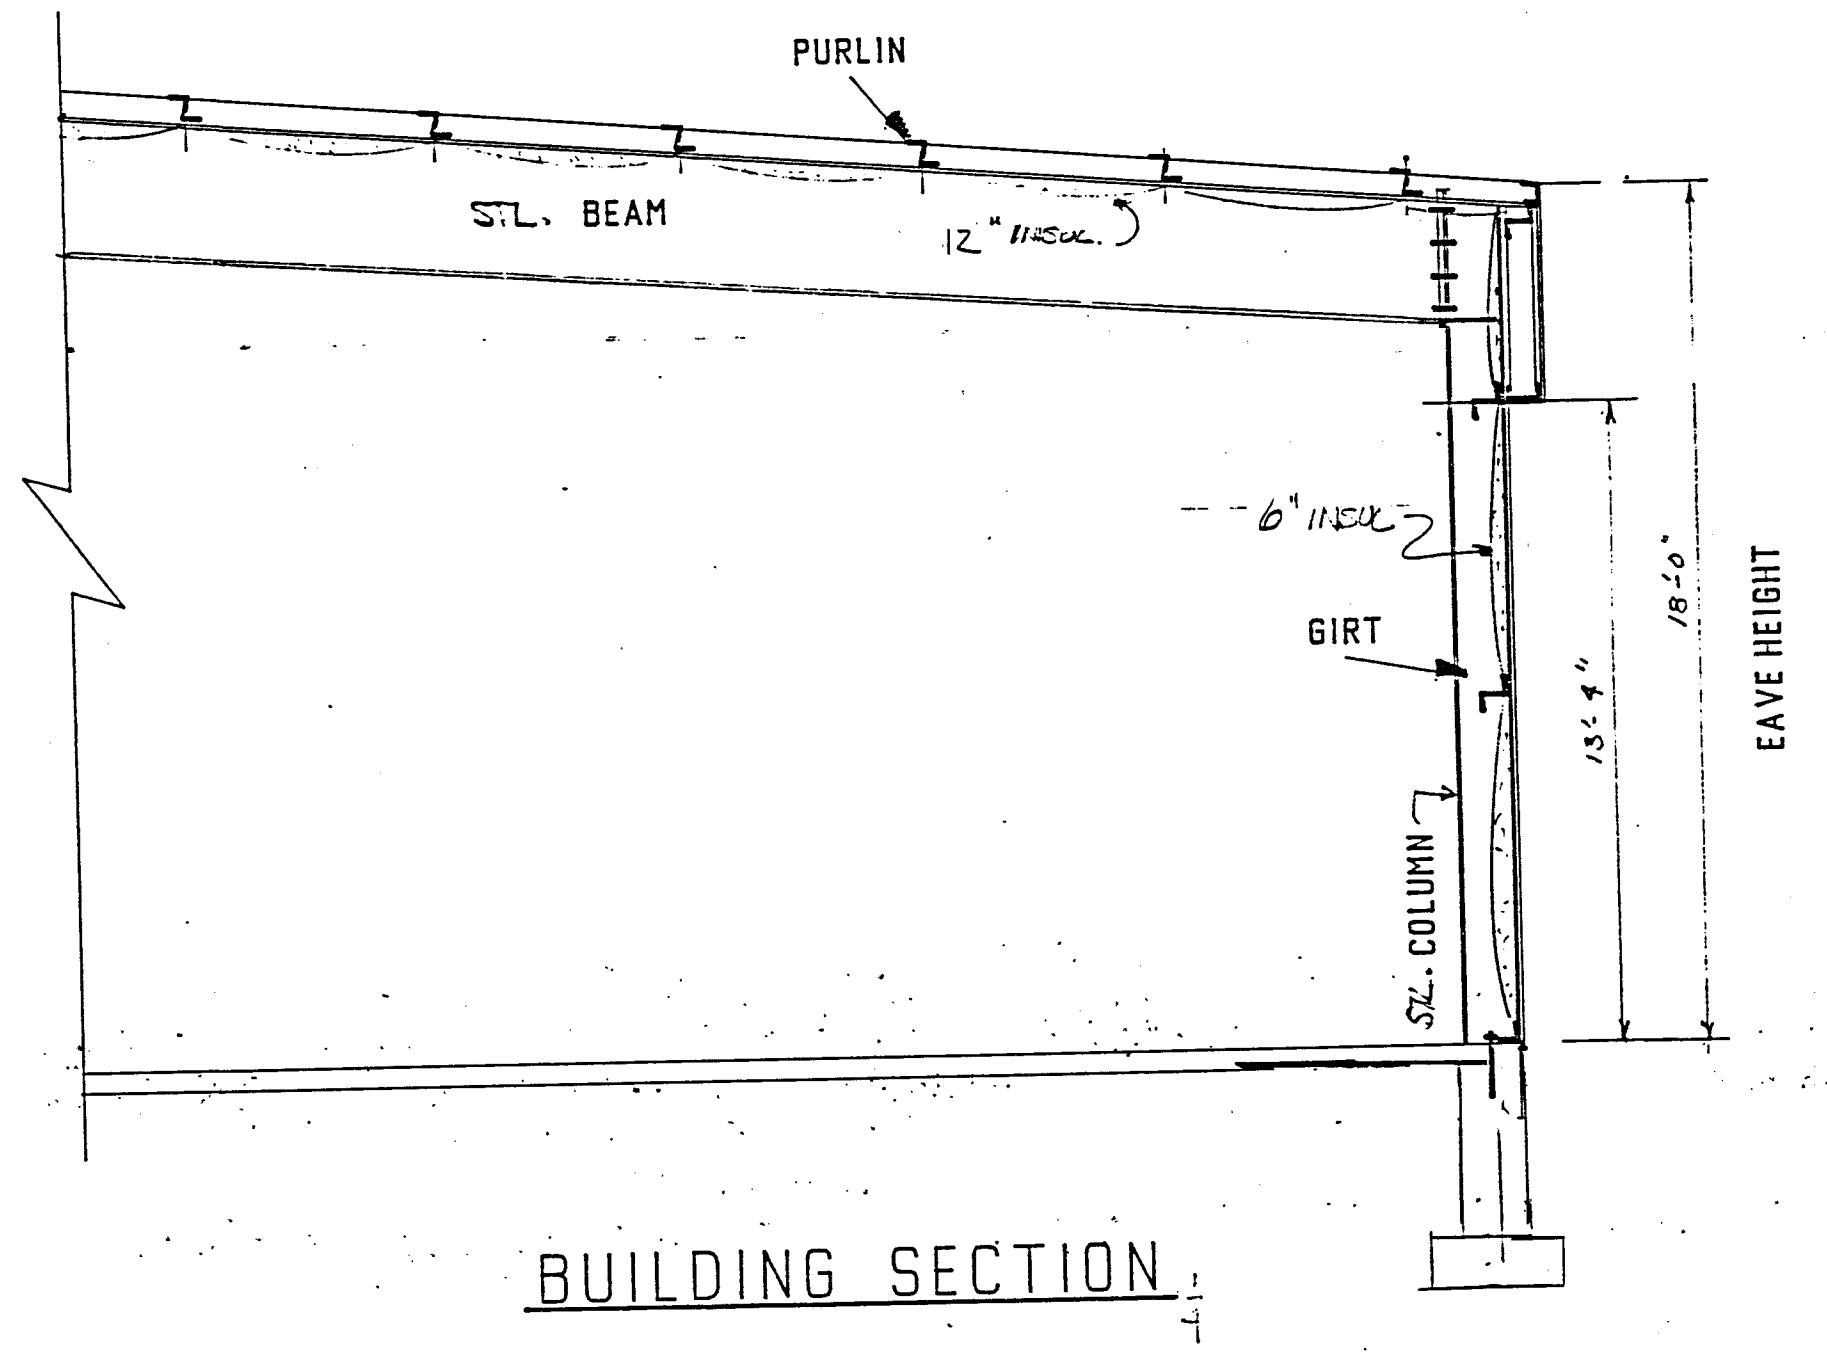 PURLIN
STL. BEAM
12" INSUL.
6" INSUL
GIRT
STL. COLUMN
13'-4"
18'-0"
EAVE HEIGHT
BUILDING SECTION